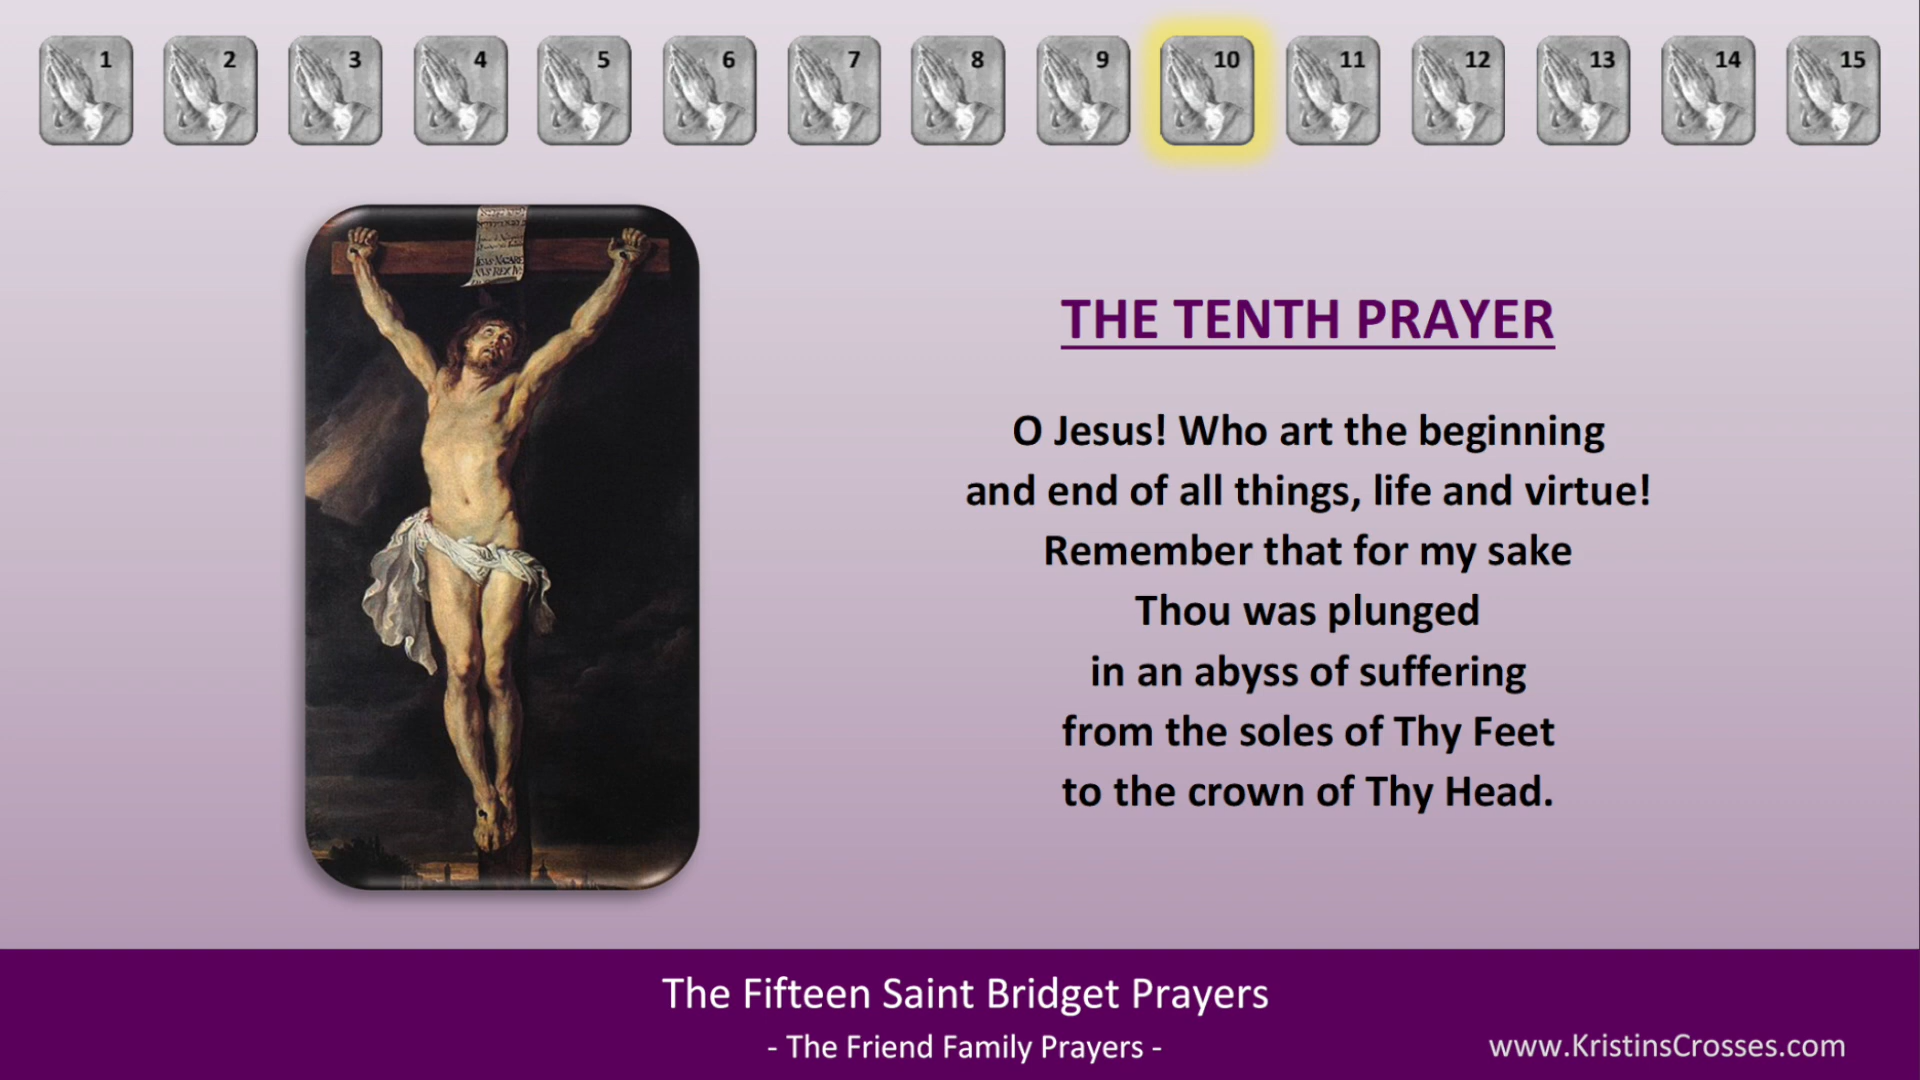 1 2 3 4 5 6 7 8 9 10 11 12 13 14 15
THE TENTH PRAYER
O Jesus! Who art the beginning
and end of all things, life and virtue!
Remember that for my sake
Thou was plunged
in an abyss of suffering
from the soles of Thy Feet
to the crown of Thy Head.
The Fifteen Saint Bridget Prayers
- The Friend Family Prayers -
www.KristinsCrosses.com